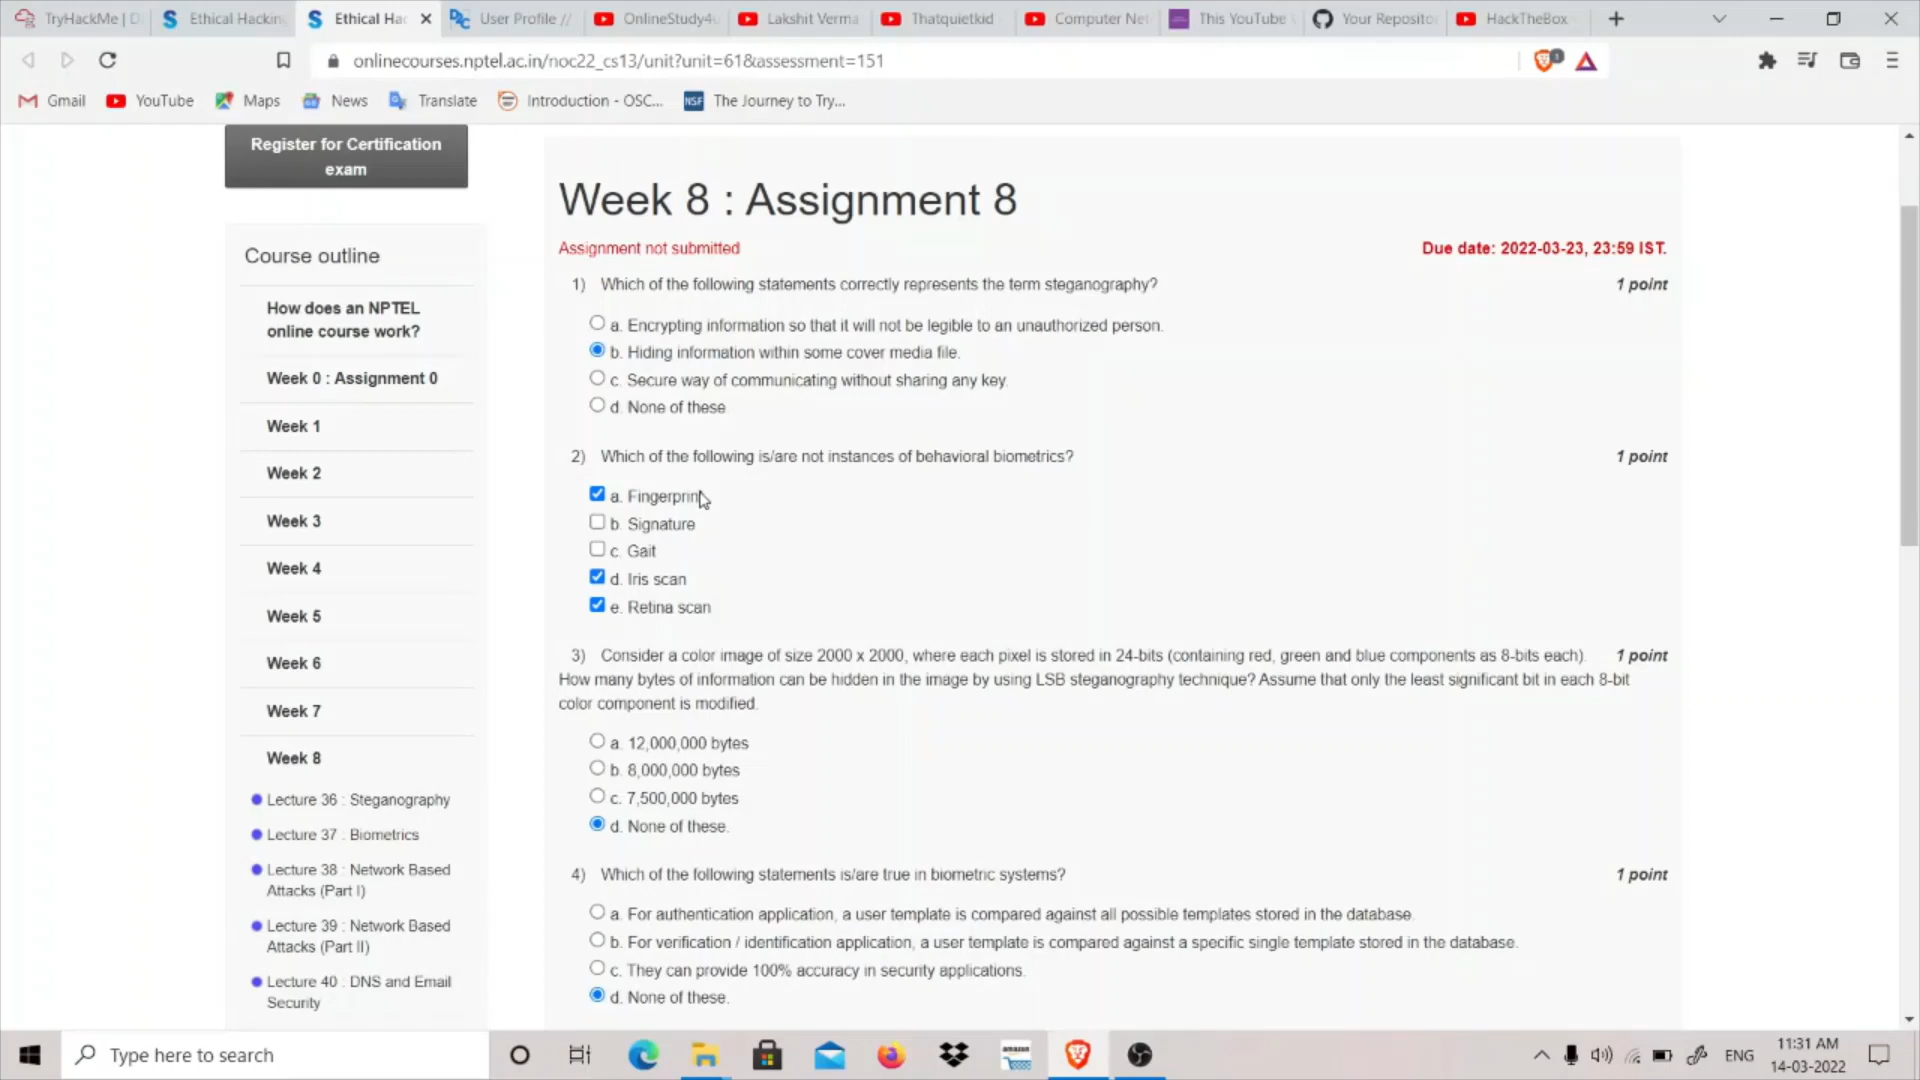 TryHackMe | D
Ethical Hacking
Ethical Hac
User Profile //
OnlineStudy4u
Lakshit Verma
Thatquietkid
Computer Net
This YouTube
Your Reposito
HackTheBox
onlinecourses.nptel.ac.in/noc22_cs13/unit?unit=61&assessment=151
1
Gmail
YouTube
Maps
News
Translate
Introduction - OSC...
NSF
The Journey to Try...
Register for Certification
exam
Course outline
How does an NPTEL
online course work?
Week 0 : Assignment 0
Week 1
Week 2
Week 3
Week 4
Week 5
Week 6
Week 7
Week 8
Lecture 36 : Steganography
Lecture 37 : Biometrics
Lecture 38 : Network Based
Attacks (Part I)
Lecture 39 : Network Based
Attacks (Part II)
Lecture 40 : DNS and Email
Security
Week 8 : Assignment 8
Assignment not submitted
Due date: 2022-03-23, 23:59 IST.
1) Which of the following statements correctly represents the term steganography?
1 point
a. Encrypting information so that it will not be legible to an unauthorized person.
b. Hiding information within some cover media file.
c. Secure way of communicating without sharing any key.
d. None of these
2) Which of the following is/are not instances of behavioral biometrics?
1 point
a. Fingerprin
b. Signature
c. Gait
d. Iris scan
e. Retina scan
3) Consider a color image of size 2000 x 2000, where each pixel is stored in 24-bits (containing red, green and blue components as 8-bits each).
1 point
How many bytes of information can be hidden in the image by using LSB steganography technique? Assume that only the least significant bit in each 8-bit
color component is modified.
a. 12,000,000 bytes
b. 8,000,000 bytes
c. 7,500,000 bytes
d. None of these.
4) Which of the following statements is/are true in biometric systems?
1 point
a. For authentication application, a user template is compared against all possible templates stored in the database.
b. For verification / identification application, a user template is compared against a specific single template stored in the database.
c. They can provide 100% accuracy in security applications.
d. None of these.
Type here to search
amazon
ENG
11:31 AM
14-03-2022